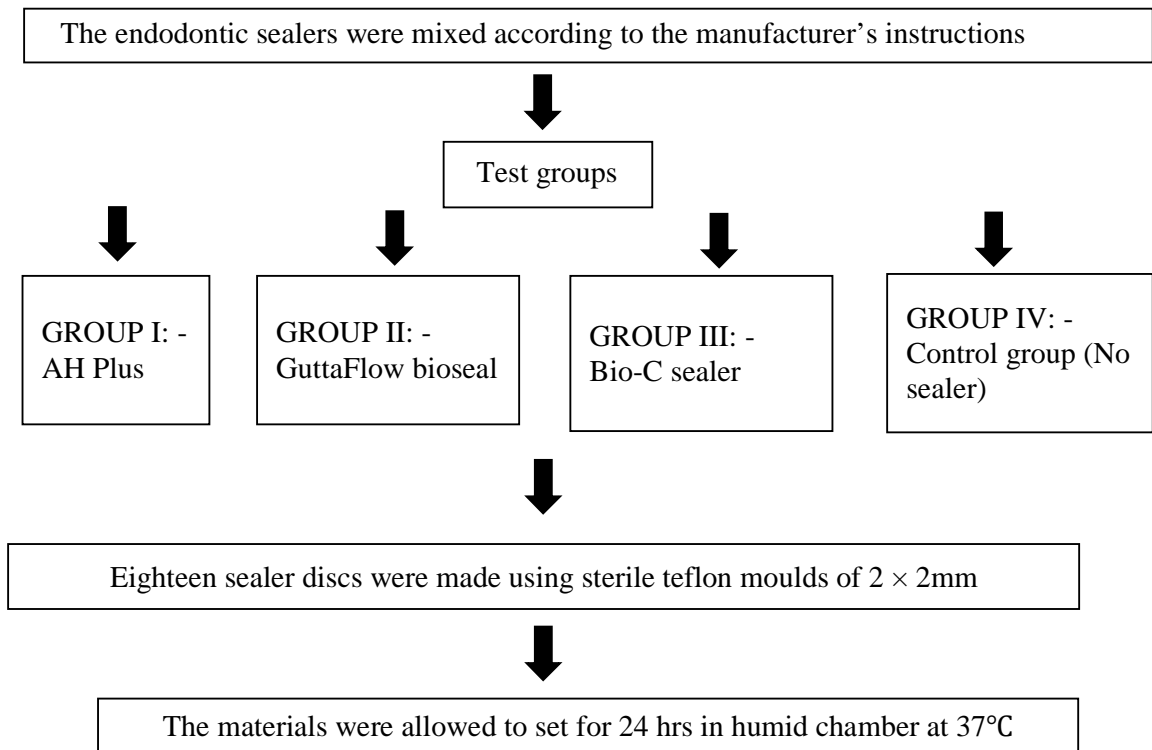 The endodontic sealers were mixed according to the manufacturer’s instructions
Test groups
GROUP I: -
AH Plus
GROUP II: -
GuttaFlow bioseal
GROUP III: -
Bio-C sealer
GROUP IV: -
Control group (No
sealer)
Eighteen sealer discs were made using sterile teflon moulds of 2 × 2mm
The materials were allowed to set for 24 hrs in humid chamber at 37℃